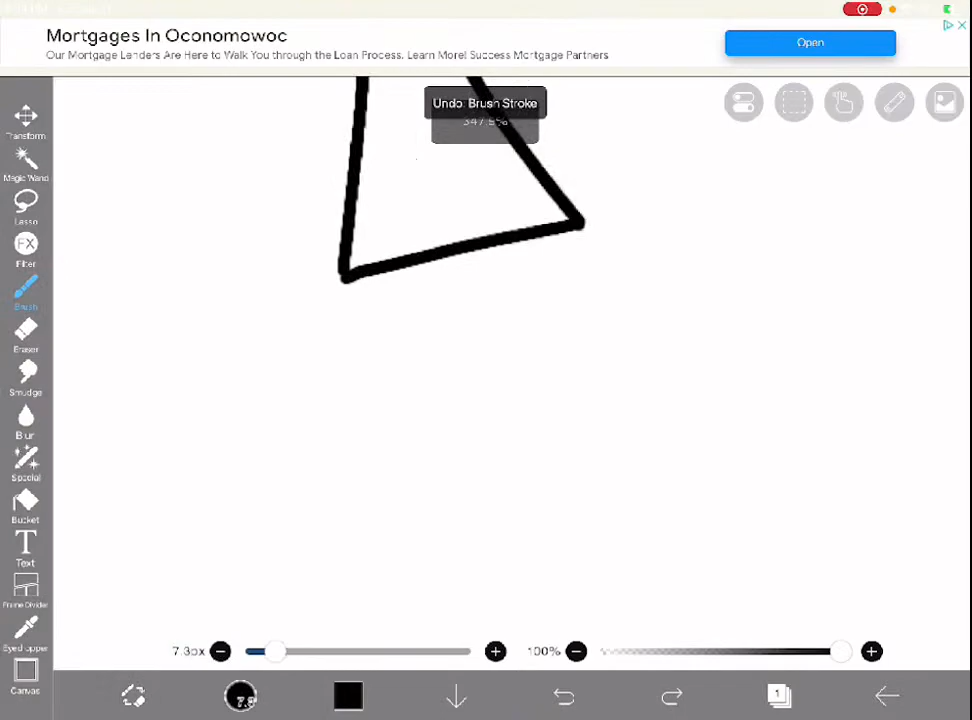 Mortgages In Oconomowoc
Our Mortgage Lenders Are Here to Walk You through the Loan Process. Learn More! Success Mortgage Partners
Open
Undo: Brush Stroke
347.5%
Transform
Magic Wand
Lasso
FX
Filter
Brush
Eraser
Smudge
Blur
Special
Bucket
T
Text
Frame Divider
Eyedropper
Canvas
7.3px
100%
1